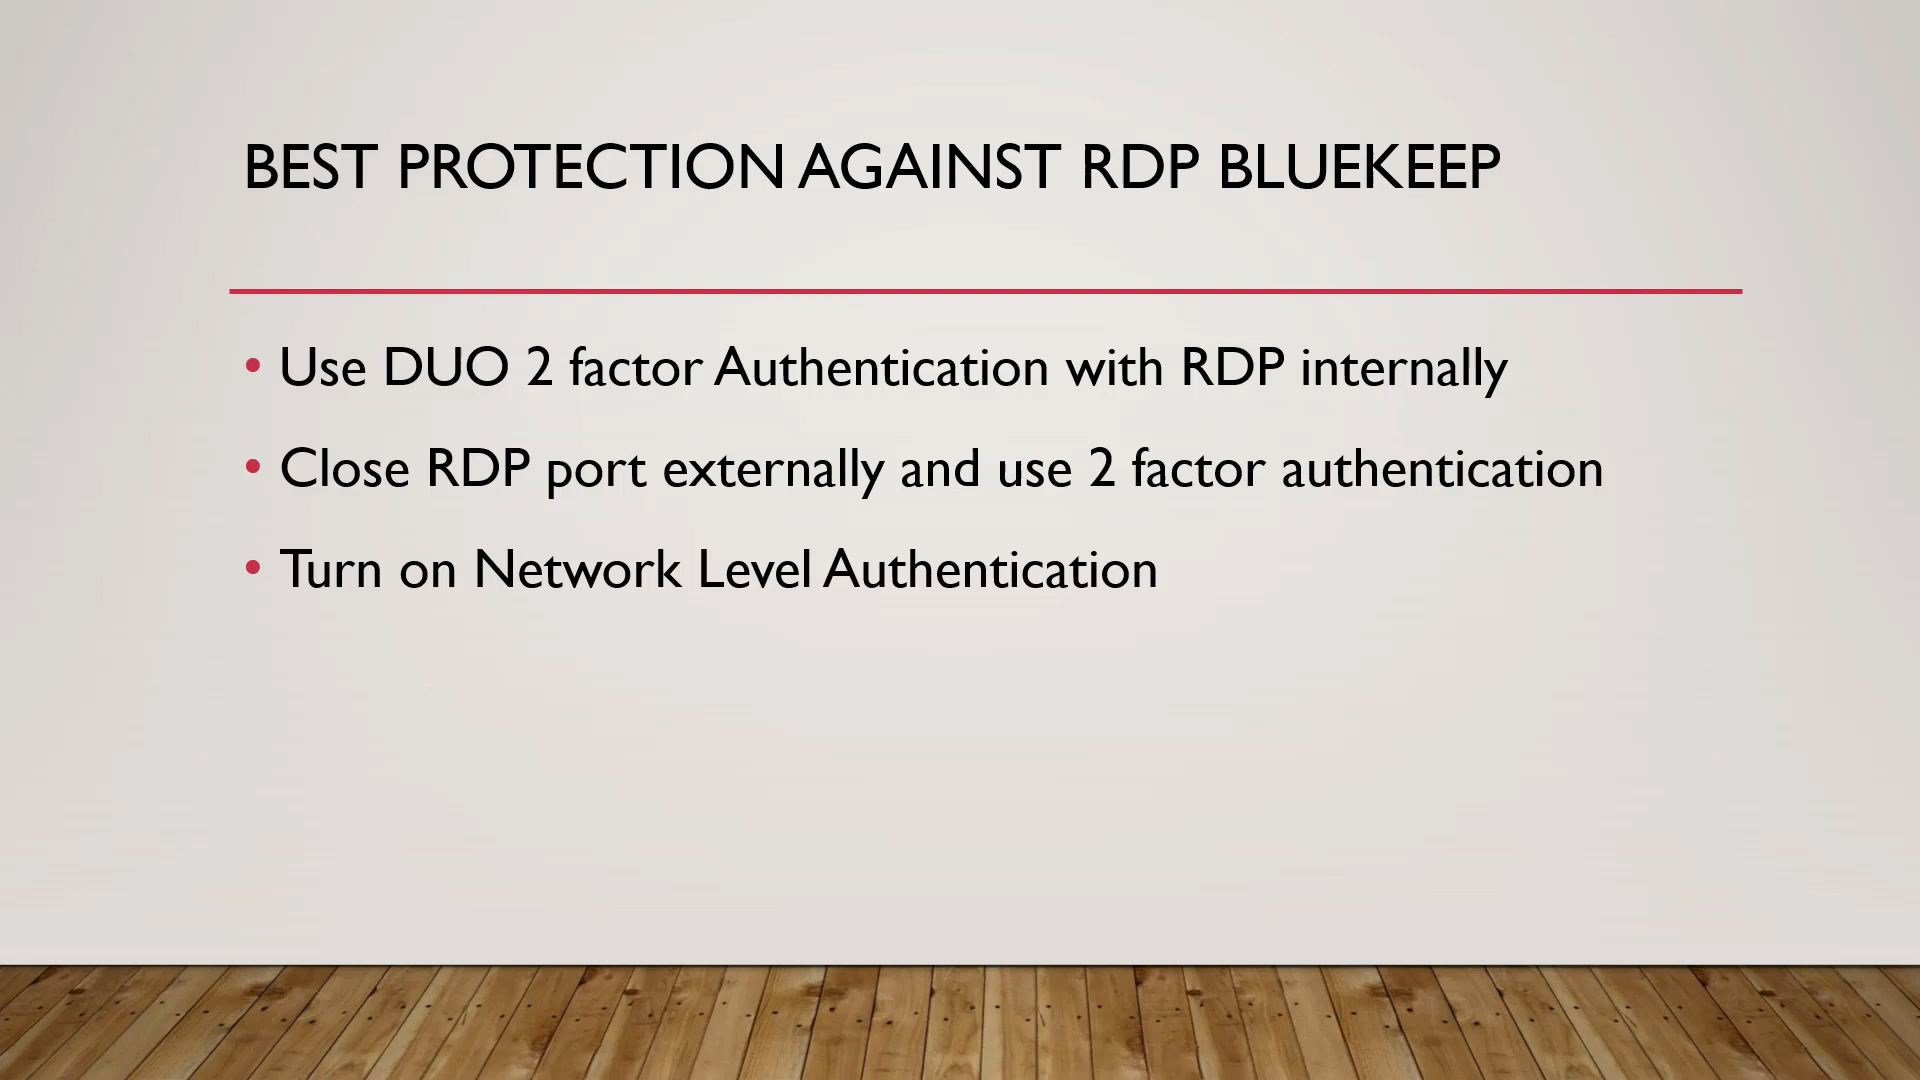 BEST PROTECTION AGAINST RDP BLUEKEEP
• Use DUO 2 factor Authentication with RDP internally
• Close RDP port externally and use 2 factor authentication
• Turn on Network Level Authentication